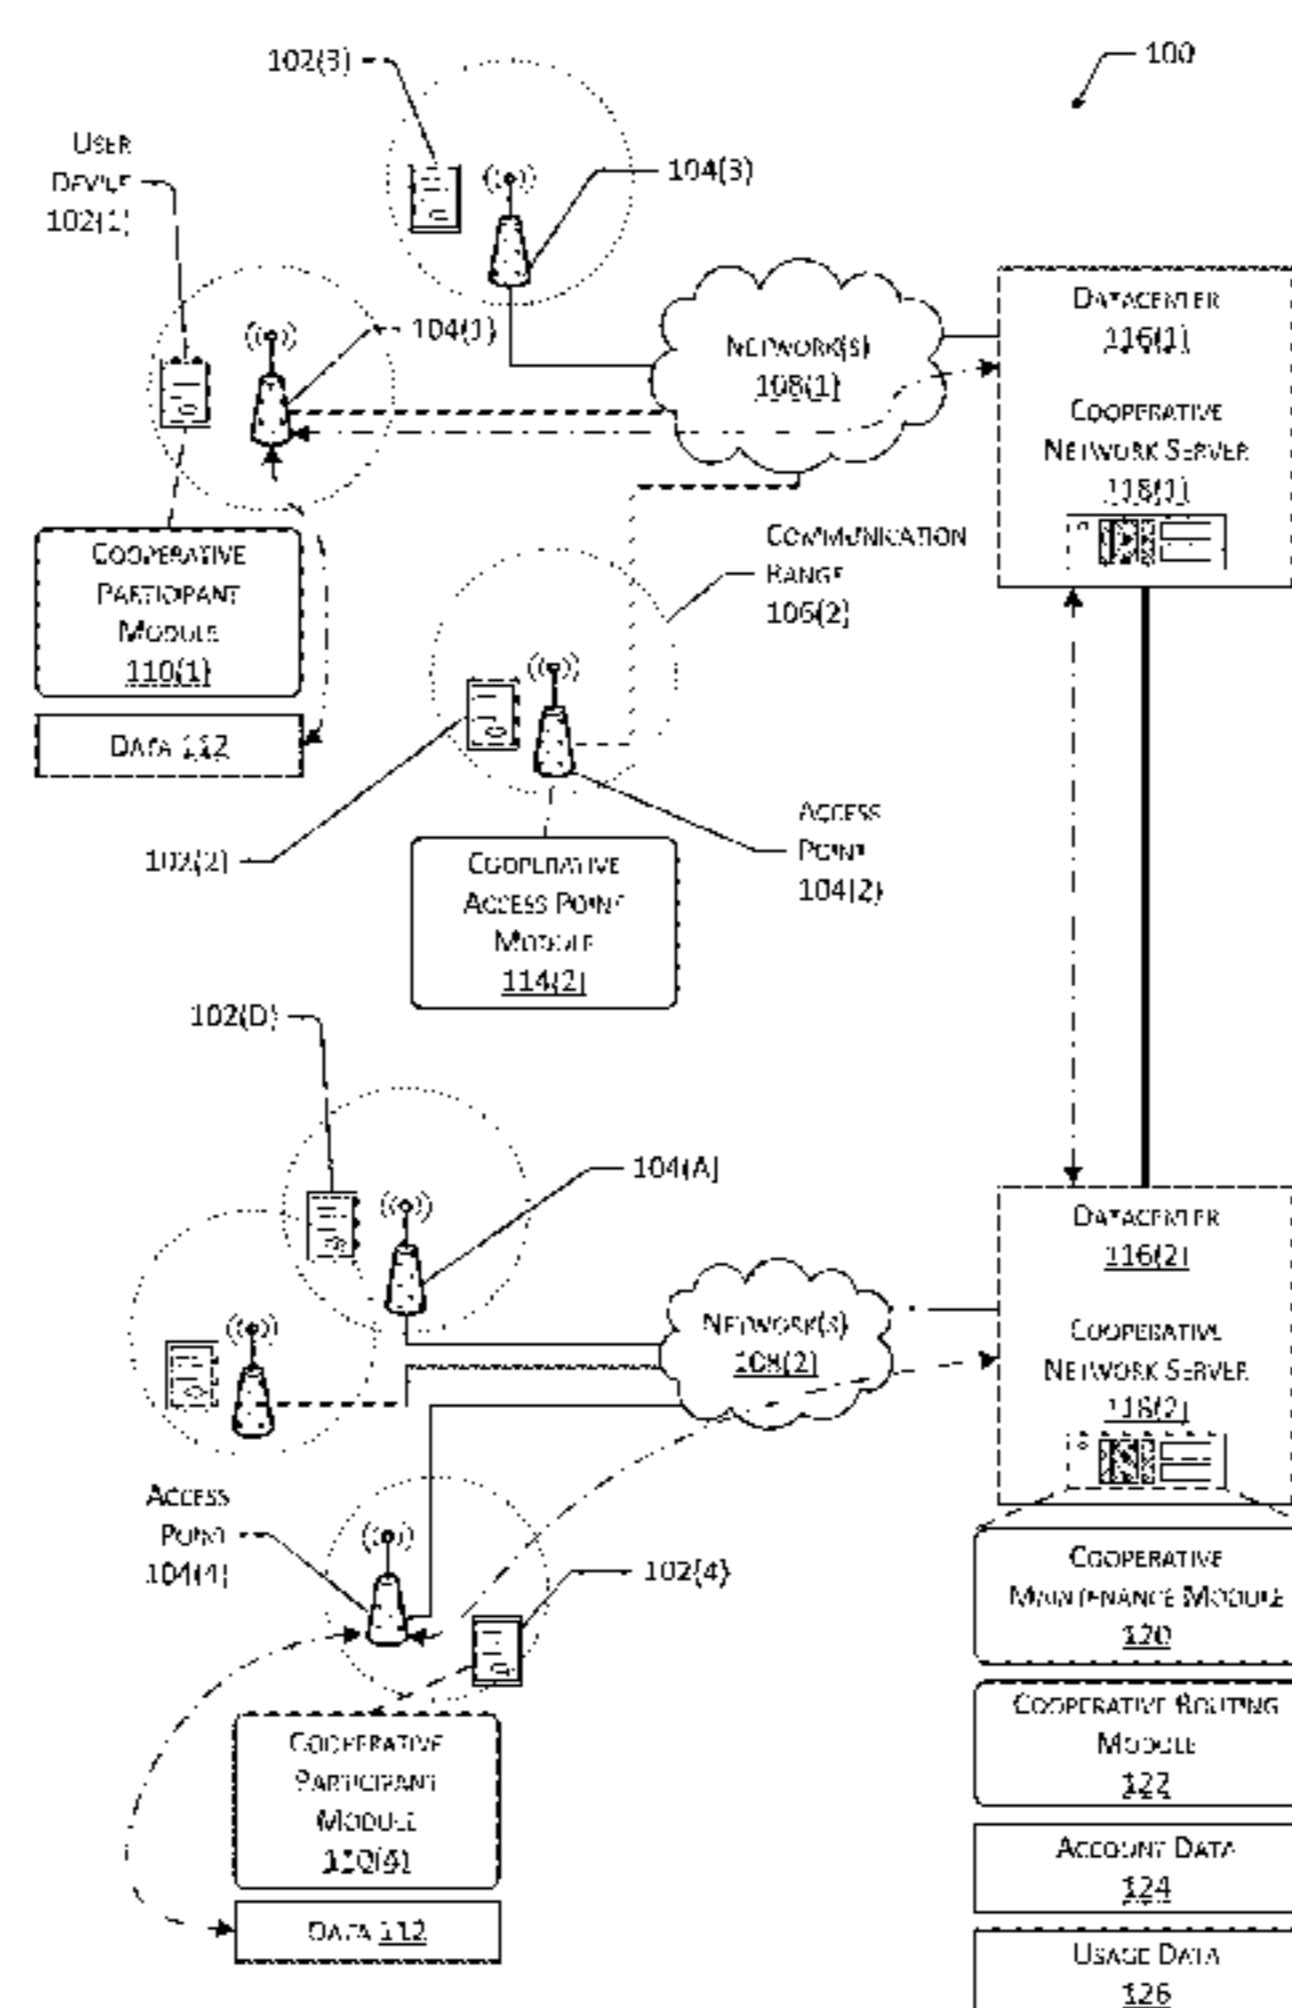 100
102(3)
USER
DEVICE
102(1)
104(3)
104(1)
NETWORK(S)
108(1)
DATACENTER
116(1)
COOPERATIVE
NETWORK SERVER
118(1)
COOPERATIVE
PARTICIPANT
MODULE
110(1)
DATA 112
COMMUNICATION
RANGE
106(2)
102(2)
ACCESS
POINT
104(2)
COOPERATIVE
ACCESS POINT
MODULE
114(2)
102(D)
104(A)
NETWORK(S)
108(2)
DATACENTER
116(2)
COOPERATIVE
NETWORK SERVER
118(2)
ACCESS
POINT
104(4)
102(4)
COOPERATIVE
PARTICIPANT
MODULE
110(4)
DATA 112
COOPERATIVE
MAINTENANCE MODULE
120
COOPERATIVE ROUTING
MODULE
122
ACCOUNT DATA
124
USAGE DATA
126